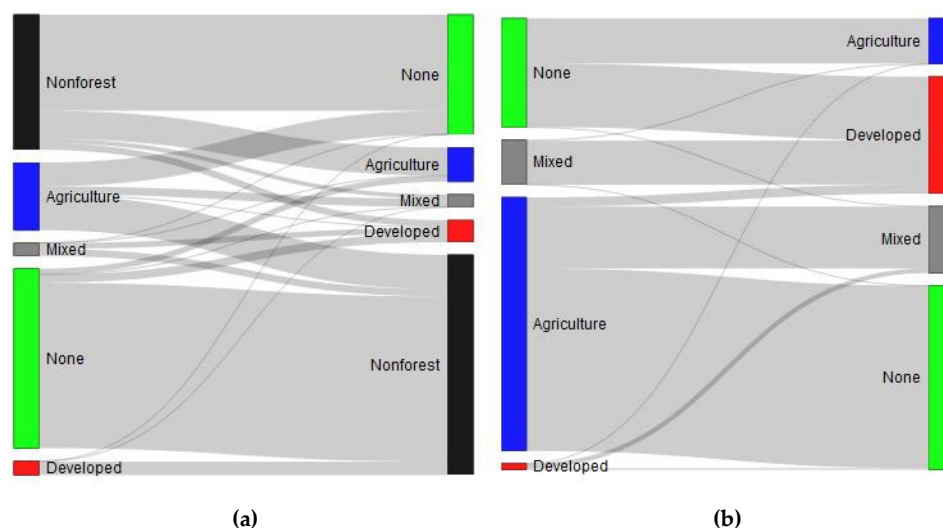 Nonforest
Agriculture
Mixed
None
Developed
None
Agriculture
Mixed
Developed
Nonforest
(a)
None
Mixed
Agriculture
Developed
Agriculture
Developed
Mixed
None
(b)